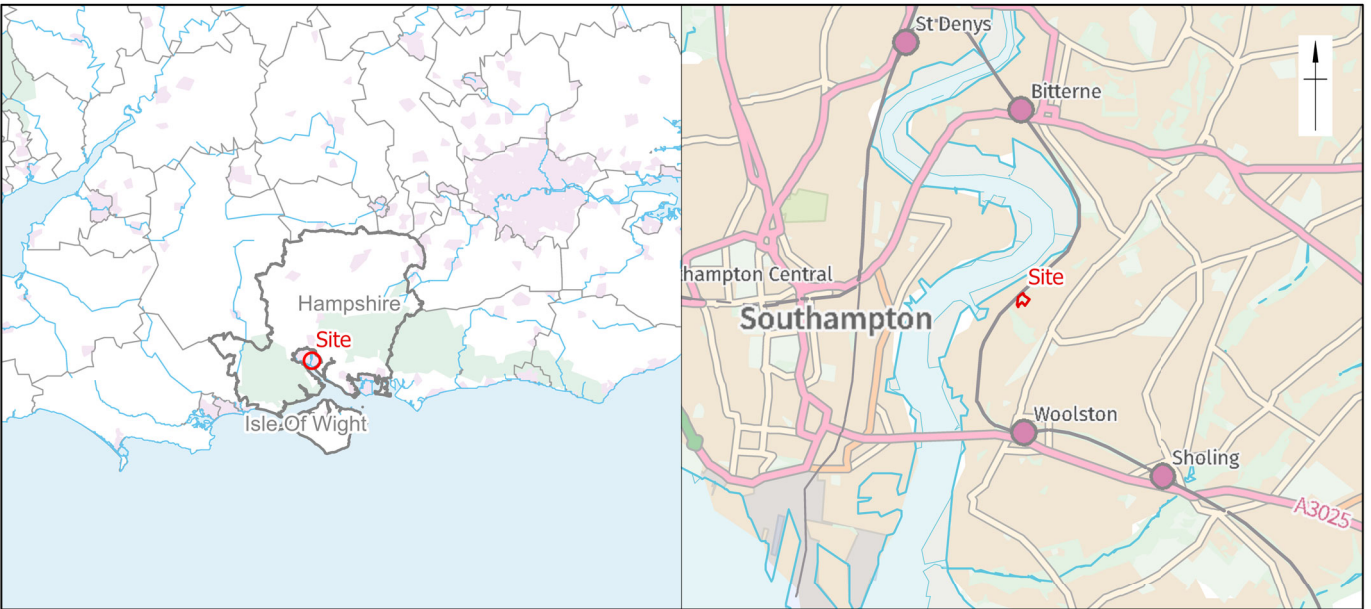 Hampshire
Site
Isle Of Wight
St Denys
Bitterne
Site
hampton Central
Southampton
Woolston
Sholing
A3025